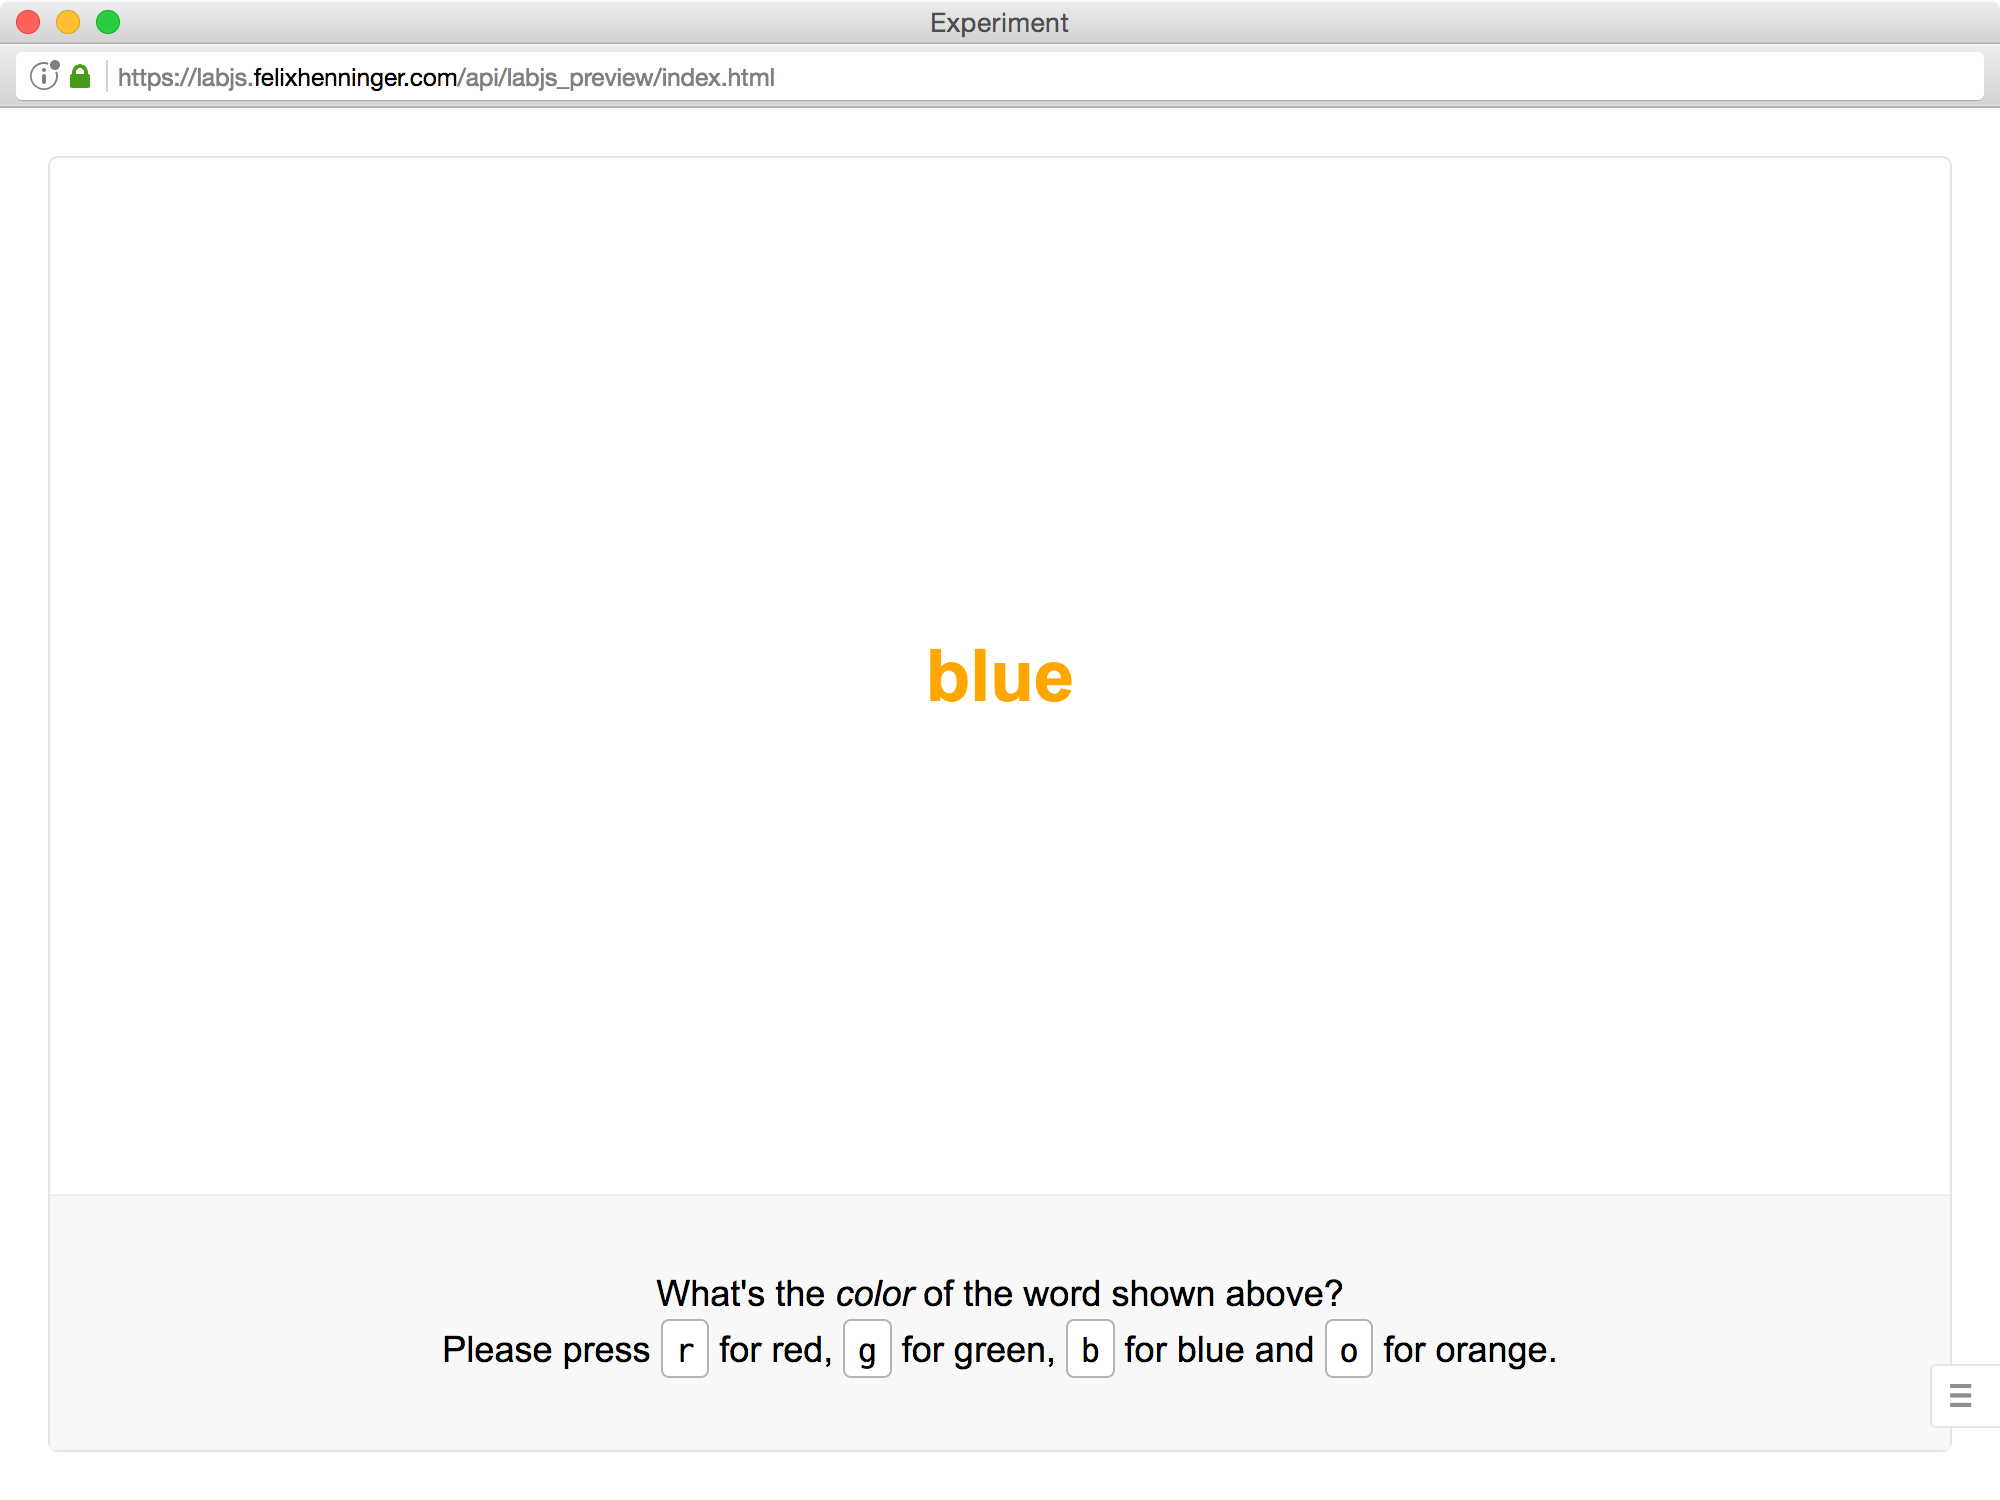 Experiment
https://labjs.felixhenninger.com/api/labjs_preview/index.html
blue
What's the color of the word shown above?
Please press r for red, g for green, b for blue and o for orange.